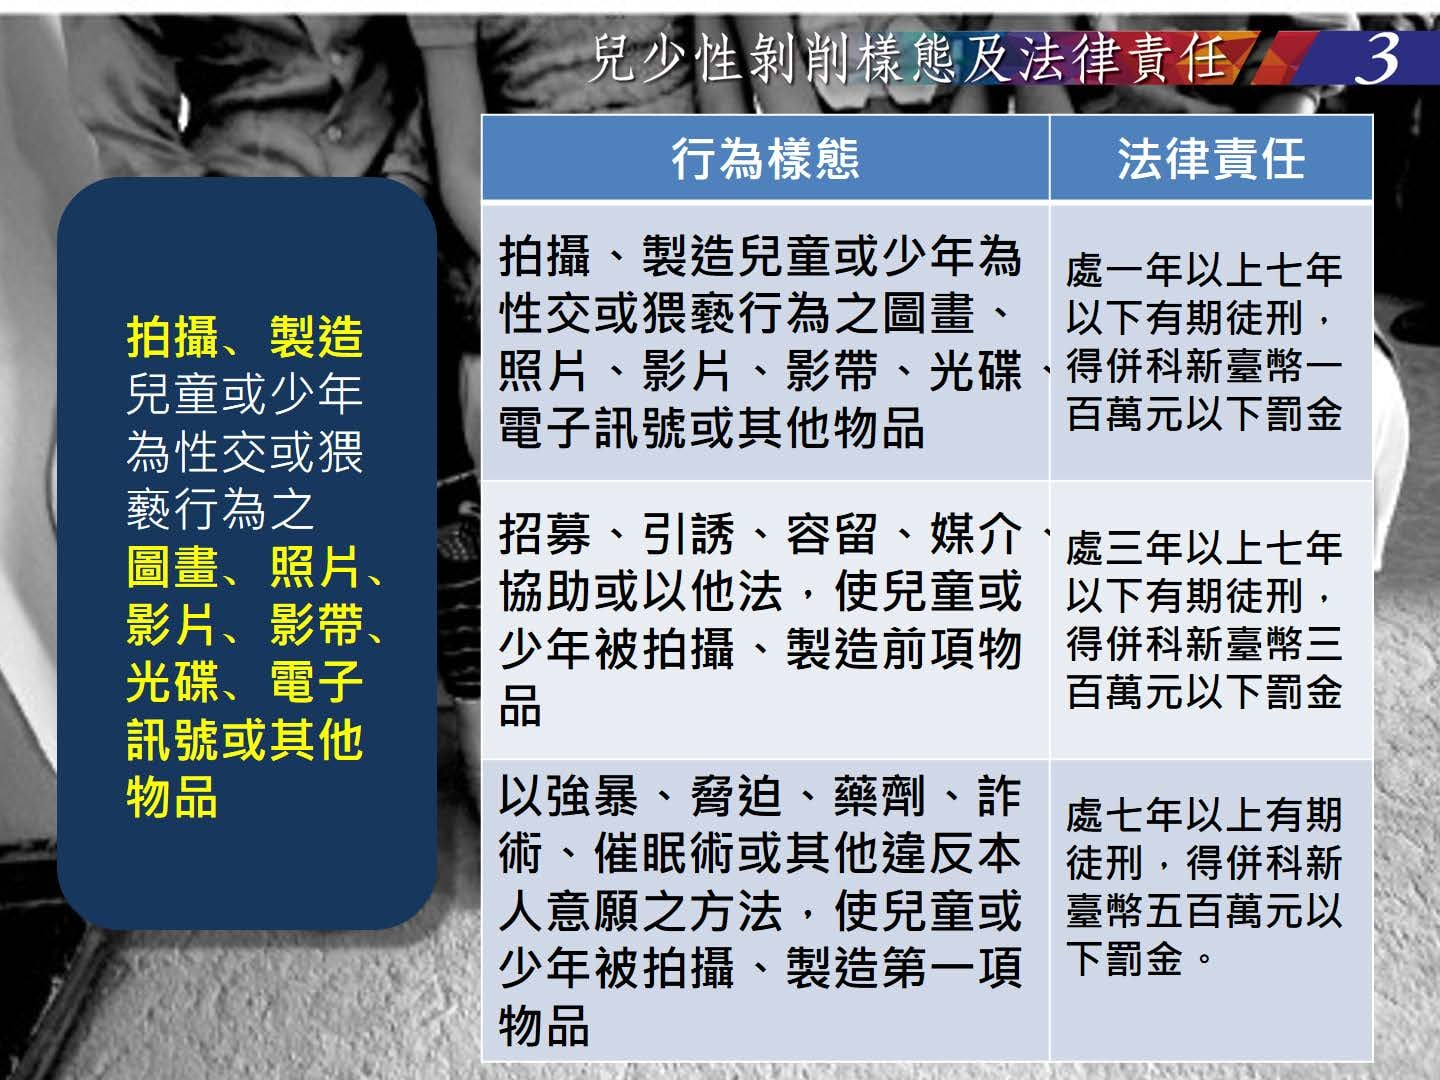 兒少性剝削樣態及法律責任 3
拍攝、製造
兒童或少年
為性交或猥
褻行為之
圖畫、照片、
影片、影帶、
光碟、電子
訊號或其他
物品
行為樣態
法律責任
拍攝、製造兒童或少年為
性交或猥褻行為之圖畫、
照片、影片、影帶、光碟、
電子訊號或其他物品
處一年以上七年
以下有期徒刑，
得併科新臺幣一
百萬元以下罰金
招募、引誘、容留、媒介、
協助或以他法，使兒童或
少年被拍攝、製造前項物
品
處三年以上七年
以下有期徒刑，
得併科新臺幣三
百萬元以下罰金
以強暴、脅迫、藥劑、詐
術、催眠術或其他違反本
人意願之方法，使兒童或
少年被拍攝、製造第一項
物品
處七年以上有期
徒刑，得併科新
臺幣五百萬元以
下罰金。